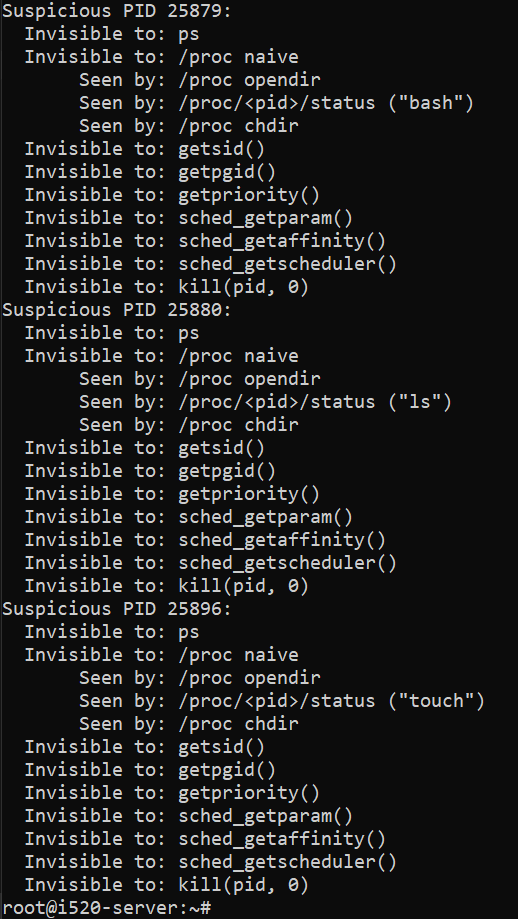 Suspicious PID 25879:
  Invisible to: ps
  Invisible to: /proc naive
       Seen by: /proc opendir
       Seen by: /proc/<pid>/status ("bash")
       Seen by: /proc chdir
  Invisible to: getsid()
  Invisible to: getpgid()
  Invisible to: getpriority()
  Invisible to: sched_getparam()
  Invisible to: sched_getaffinity()
  Invisible to: sched_getscheduler()
  Invisible to: kill(pid, 0)
Suspicious PID 25880:
  Invisible to: ps
  Invisible to: /proc naive
       Seen by: /proc opendir
       Seen by: /proc/<pid>/status ("ls")
       Seen by: /proc chdir
  Invisible to: getsid()
  Invisible to: getpgid()
  Invisible to: getpriority()
  Invisible to: sched_getparam()
  Invisible to: sched_getaffinity()
  Invisible to: sched_getscheduler()
  Invisible to: kill(pid, 0)
Suspicious PID 25896:
  Invisible to: ps
  Invisible to: /proc naive
       Seen by: /proc opendir
       Seen by: /proc/<pid>/status ("touch")
       Seen by: /proc chdir
  Invisible to: getsid()
  Invisible to: getpgid()
  Invisible to: getpriority()
  Invisible to: sched_getparam()
  Invisible to: sched_getaffinity()
  Invisible to: sched_getscheduler()
  Invisible to: kill(pid, 0)
root@i520-server:~#